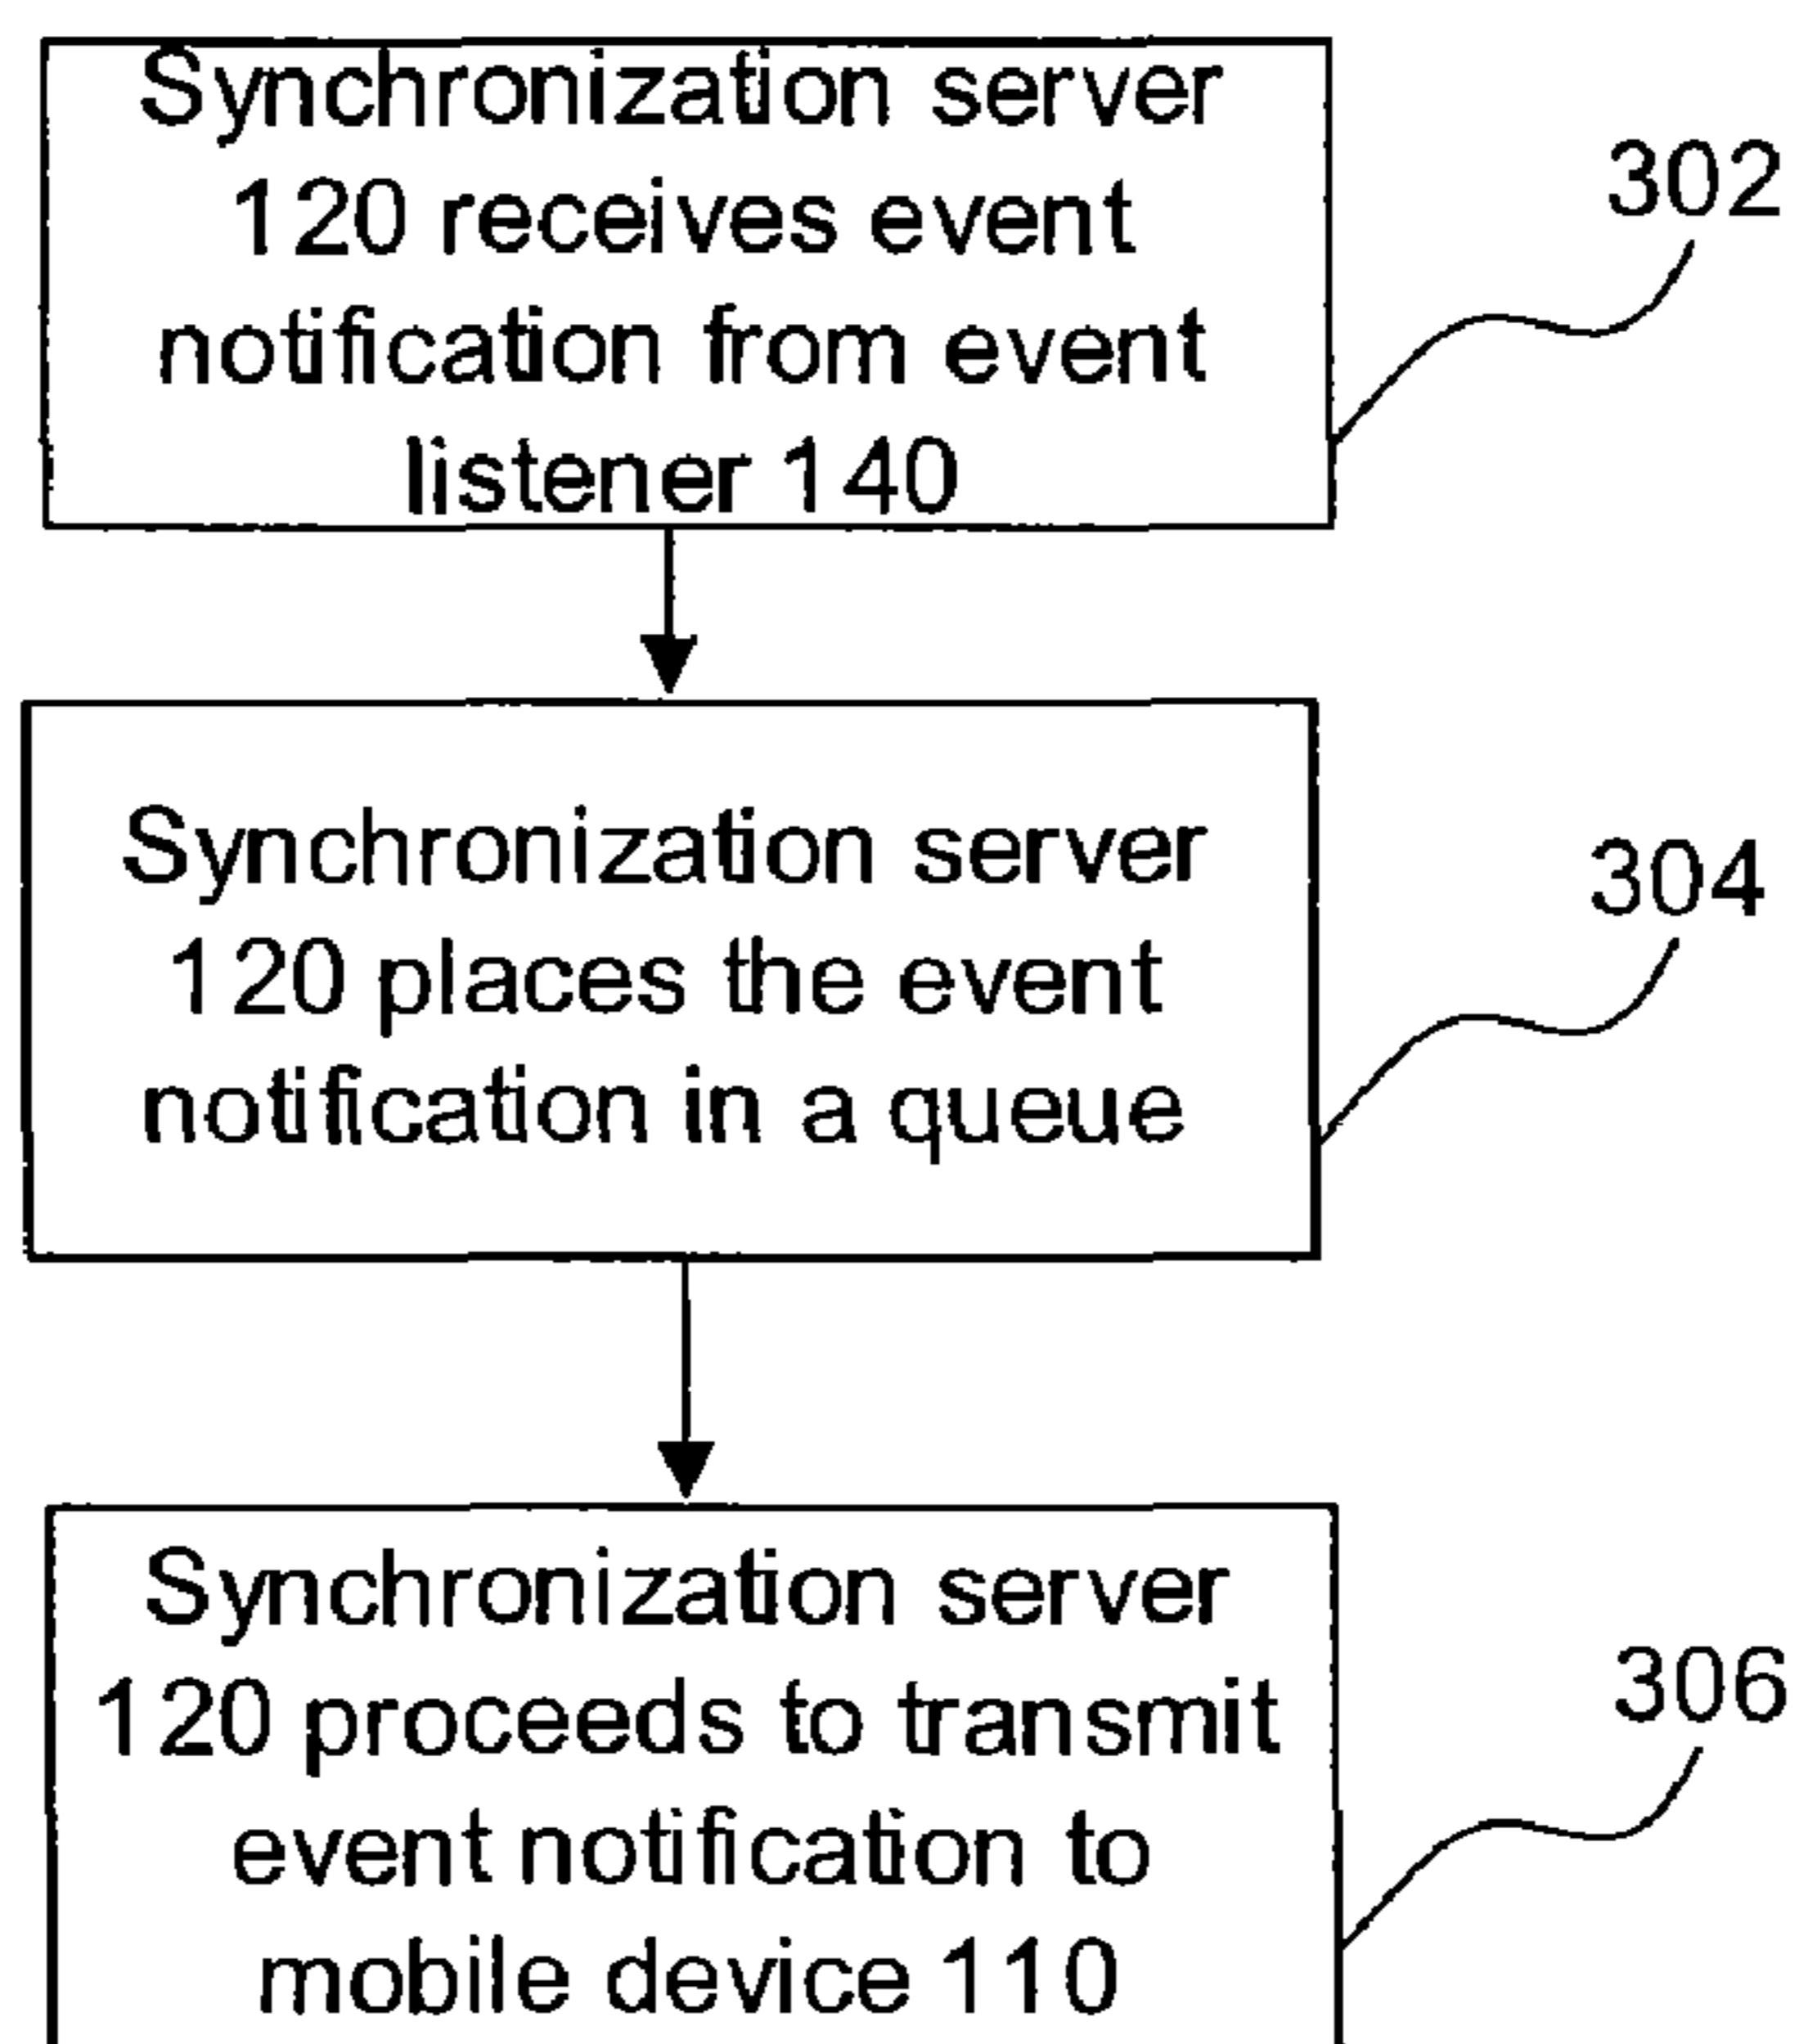 Synchronization server
120 receives event
notification from event
listener 140
302
Synchronization server
120 places the event
notification in a queue
304
Synchronization server
120 proceeds to transmit
event notification to
mobile device 110
306